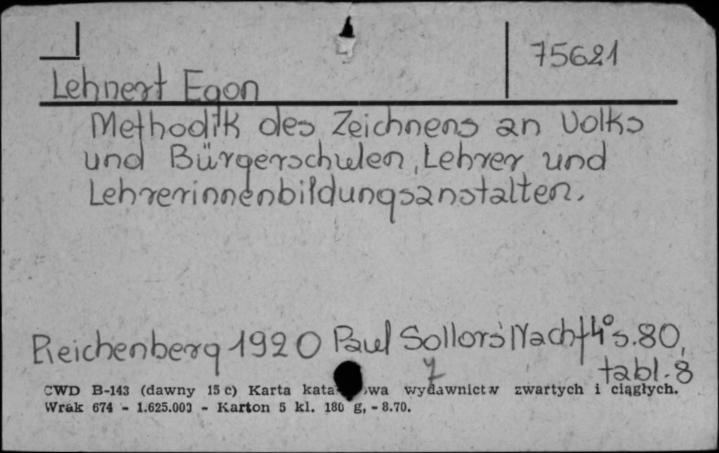 75621
Lehnert Egon
Methodik des Zeichnens an Volks
und Bürgerschulen, Lehrer und
Lehrerinnenbildungsanstalten.
Reichenberg 1920 Paul Sollors' Nachf 4° s. 80,
tabl. 8
CWD B-143 (dawny 15 c) Karta wydawnictw zwartych i ciągłych.
Wrak 674 - 1.625.000 - Karton 5 kl. 180 g, - 8.70.